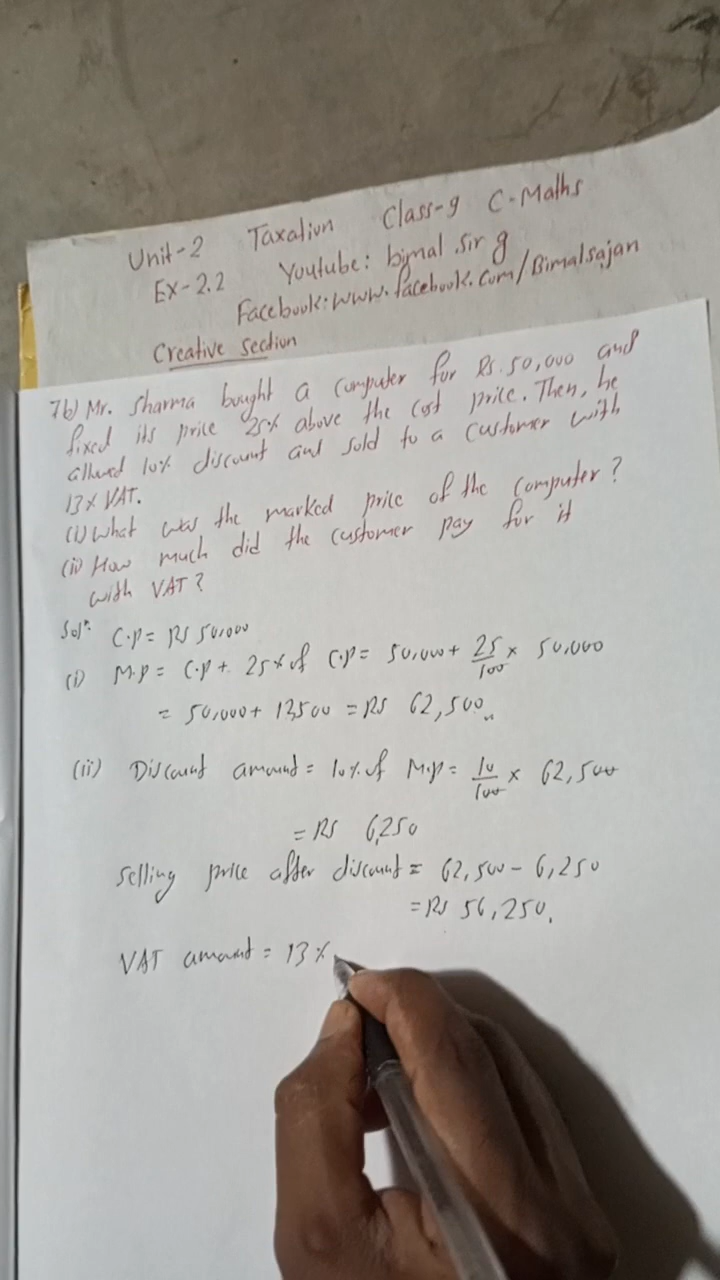 Unit-2 Taxation Class-9 C.Maths
Ex-2.2 Youtube: bimal sir g
Facebook: www.facebook.com/Bimalsajan
Creative section
7b) Mr. Sharma bought a computer for Rs. 50,000 and
fixed its price 25% above the cost price. Then, he
allowed 10% discount and sold to a customer with
13% VAT.
(i) What was the marked price of the computer?
(ii) How much did the customer pay for it
with VAT?
Solⁿ: C.P = Rs 50,000
(i) M.P = C.P + 25% of C.P = 50,000 + 25/100 × 50,000
= 50,000 + 12500 = Rs 62,500
(ii) Discount amount = 10% of M.P = 10/100 × 62,500
= Rs 6,250
Selling price after discount = 62,500 - 6,250
= Rs 56,250.
VAT amount = 13%